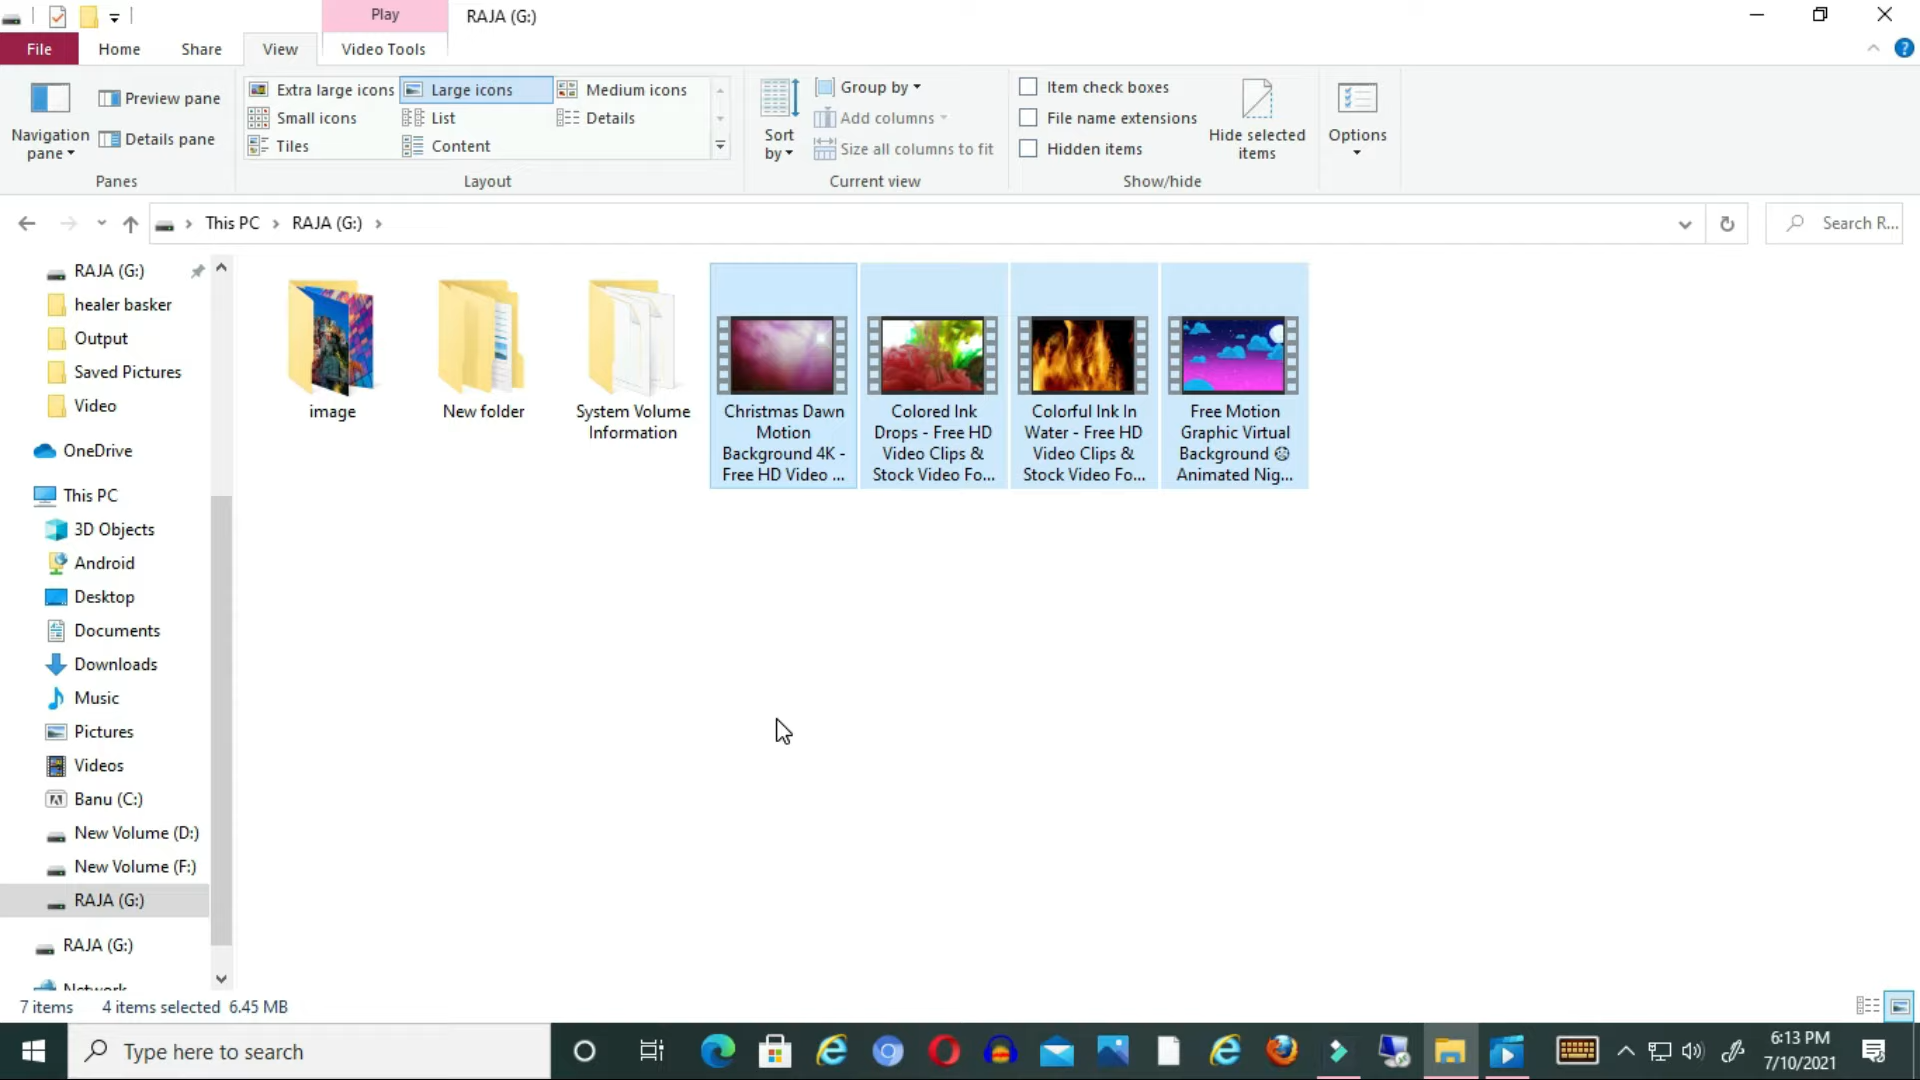 Play
RAJA (G:)
File
Home
Share
View
Video Tools
Navigation
pane
Preview pane
Details pane
Panes
Extra large icons
Large icons
Medium icons
Small icons
List
Details
Tiles
Content
Layout
Sort
by
Group by
Add columns
Size all columns to fit
Current view
Item check boxes
File name extensions
Hidden items
Hide selected
items
Show/hide
Options
This PC
RAJA (G:)
Search R...
RAJA (G:)
healer basker
Output
Saved Pictures
Video
OneDrive
This PC
3D Objects
Android
Desktop
Documents
Downloads
Music
Pictures
Videos
Banu (C:)
New Volume (D:)
New Volume (F:)
RAJA (G:)
RAJA (G:)
Network
image
New folder
System Volume
Information
Christmas Dawn
Motion
Background 4K -
Free HD Video ...
Colored Ink
Drops - Free HD
Video Clips &
Stock Video Fo...
Colorful Ink In
Water - Free HD
Video Clips &
Stock Video Fo...
Free Motion
Graphic Virtual
Background 😨
Animated Nig...
7 items
4 items selected 6.45 MB
Type here to search
6:13 PM
7/10/2021